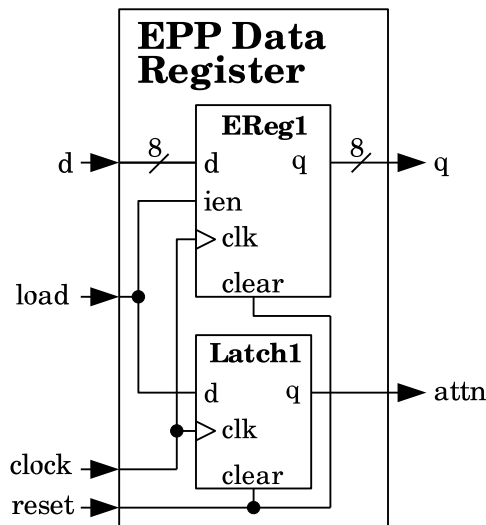 EPP Data
Register
EReg1
d
8
d
q
8
q
ien
clk
load
clear
Latch1
d
q
attn
clk
clock
clear
reset